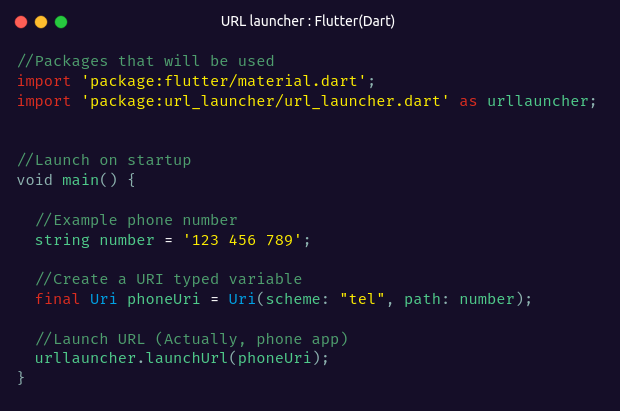 URL launcher : Flutter(Dart)
//Packages that will be used
import 'package:flutter/material.dart';
import 'package:url_launcher/url_launcher.dart' as urllauncher;
//Launch on startup
void main() {
//Example phone number
string number = '123 456 789';
//Create a URI typed variable
final Uri phoneUri = Uri(scheme: "tel", path: number);
//Launch URL (Actually, phone app)
urllauncher.launchUrl(phoneUri);
}